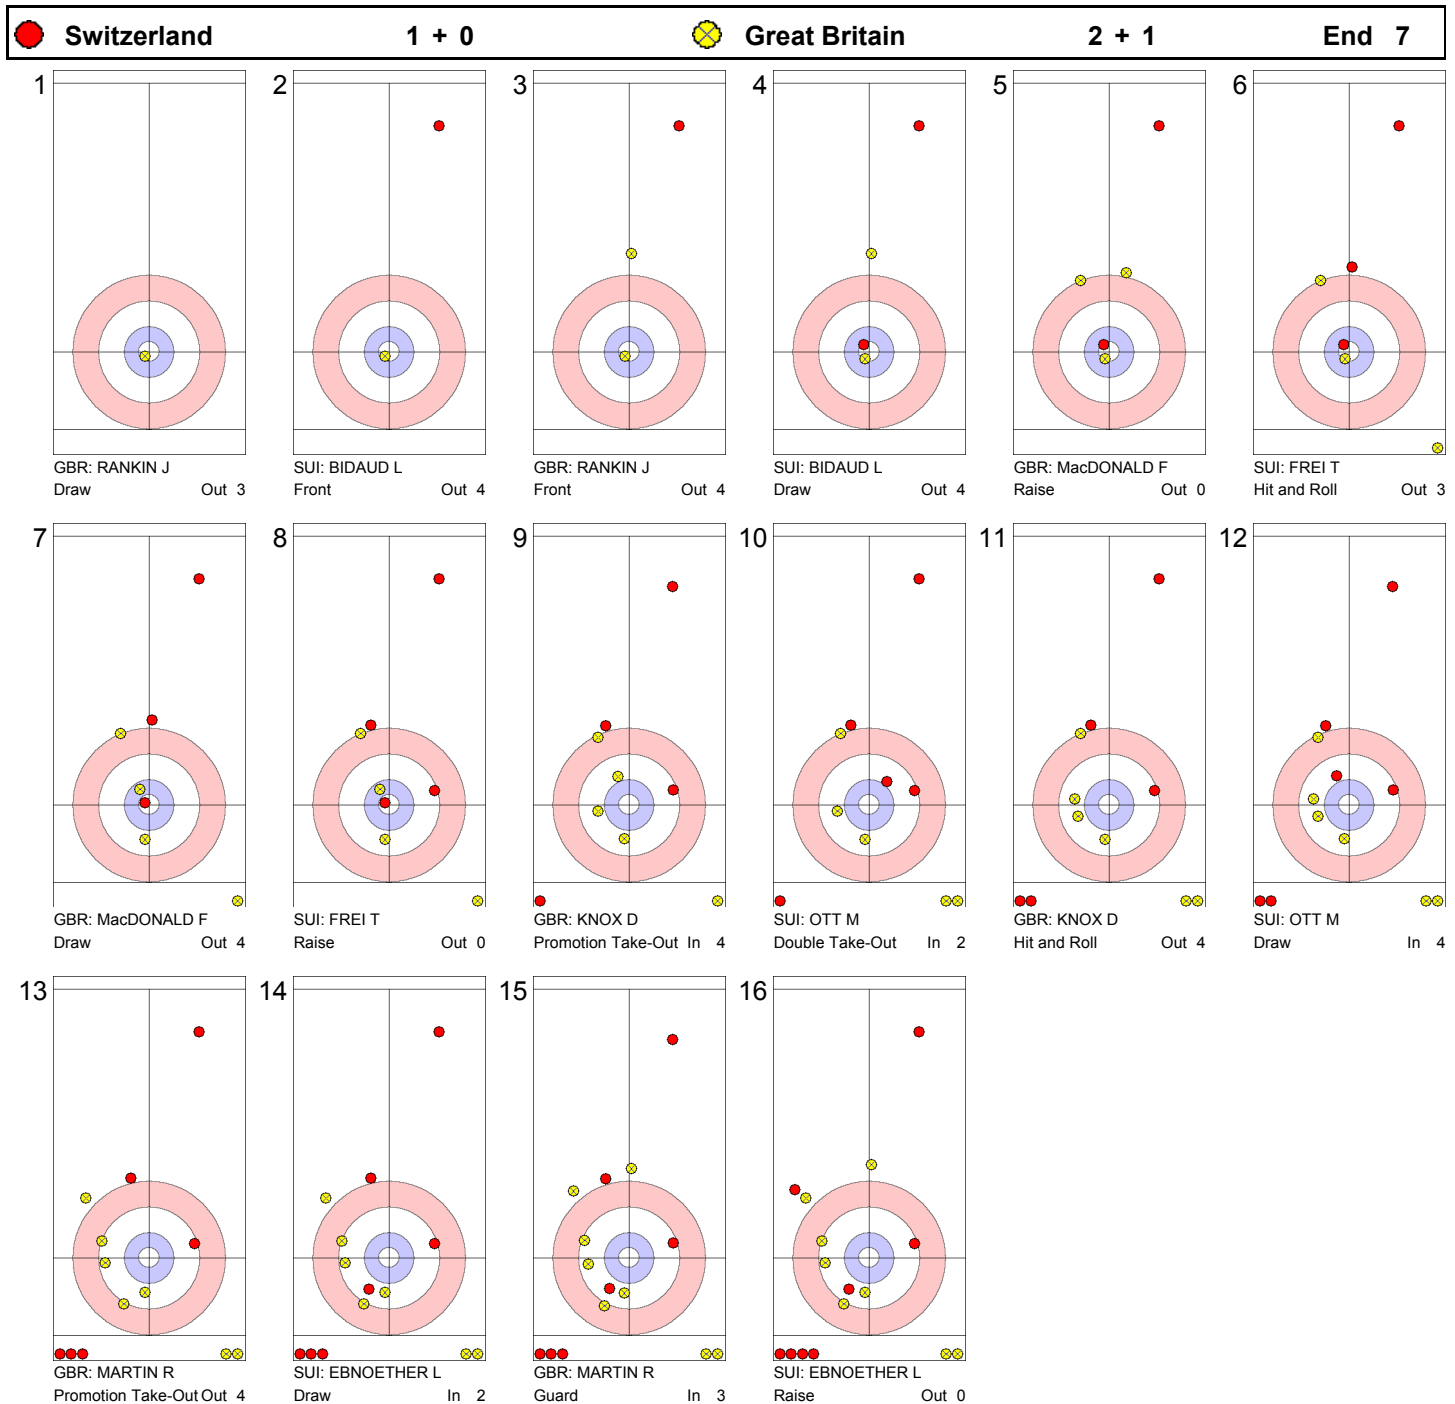 Switzerland 1 + 0 Great Britain 2 + 1 End 7
1 2 3 4 5 6
GBR: RANKIN J SUI: BIDAUD L GBR: RANKIN J SUI: BIDAUD L GBR: MacDONALD F SUI: FREI T
Draw Out 3 Front Out 4 Front Out 4 Draw Out 4 Raise Out 0 Hit and Roll Out 3
7 8 9 10 11 12
GBR: MacDONALD F SUI: FREI T GBR: KNOX D SUI: OTT M GBR: KNOX D SUI: OTT M
Draw Out 4 Raise Out 0 Promotion Take-Out In 4 Double Take-Out In 2 Hit and Roll Out 4 Draw In 4
13 14 15 16
GBR: MARTIN R SUI: EBNOETHER L GBR: MARTIN R SUI: EBNOETHER L
Promotion Take-Out Out 4 Draw In 2 Guard In 3 Raise Out 0